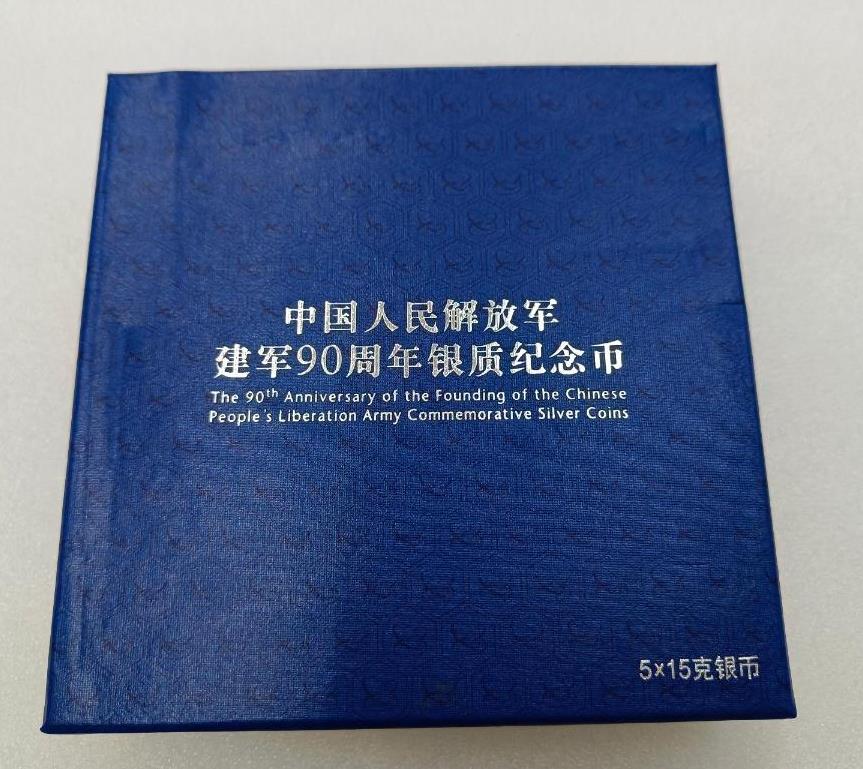 中国人民解放军
建军90周年银质纪念币
The 90th Anniversary of the Founding of the Chinese
People's Liberation Army Commemorative Silver Coins
5×15克银币